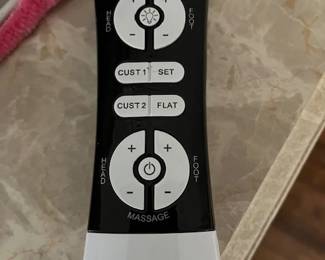 HEAD
FOOT
− −
CUST 1 SET
CUST 2 FLAT
+ +
HEAD
FOOT
− −
MASSAGE